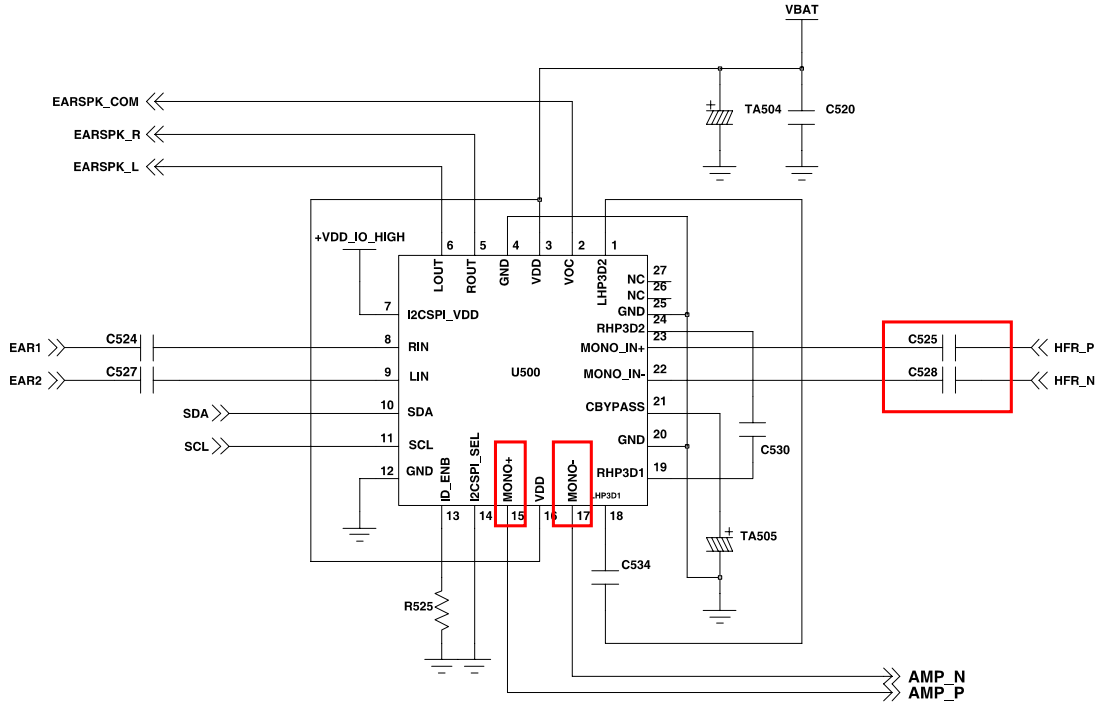 VBAT
EARSPK_COM
TA504
C520
EARSPK_R
EARSPK_L
+VDD_IO_HIGH
6
5
4
3
2
1
LOUT
ROUT
GND
VDD
VOC
LHP3D2
NC
27
NC
26
GND
25
7
I2CSPI_VDD
RHP3D2
24
EAR1
C524
8
RIN
MONO_IN+
23
C525
HFR_P
EAR2
C527
9
LIN
U500
MONO_IN-
22
C528
HFR_N
SDA
10
SDA
CBYPASS
21
SCL
11
SCL
GND
20
C530
12
GND
RHP3D1
19
ID_ENB
I2CSPI_SEL
MONO+
VDD
MONO-
LHP3D1
13
14
15
16
17
18
TA505
C534
R525
AMP_N
AMP_P